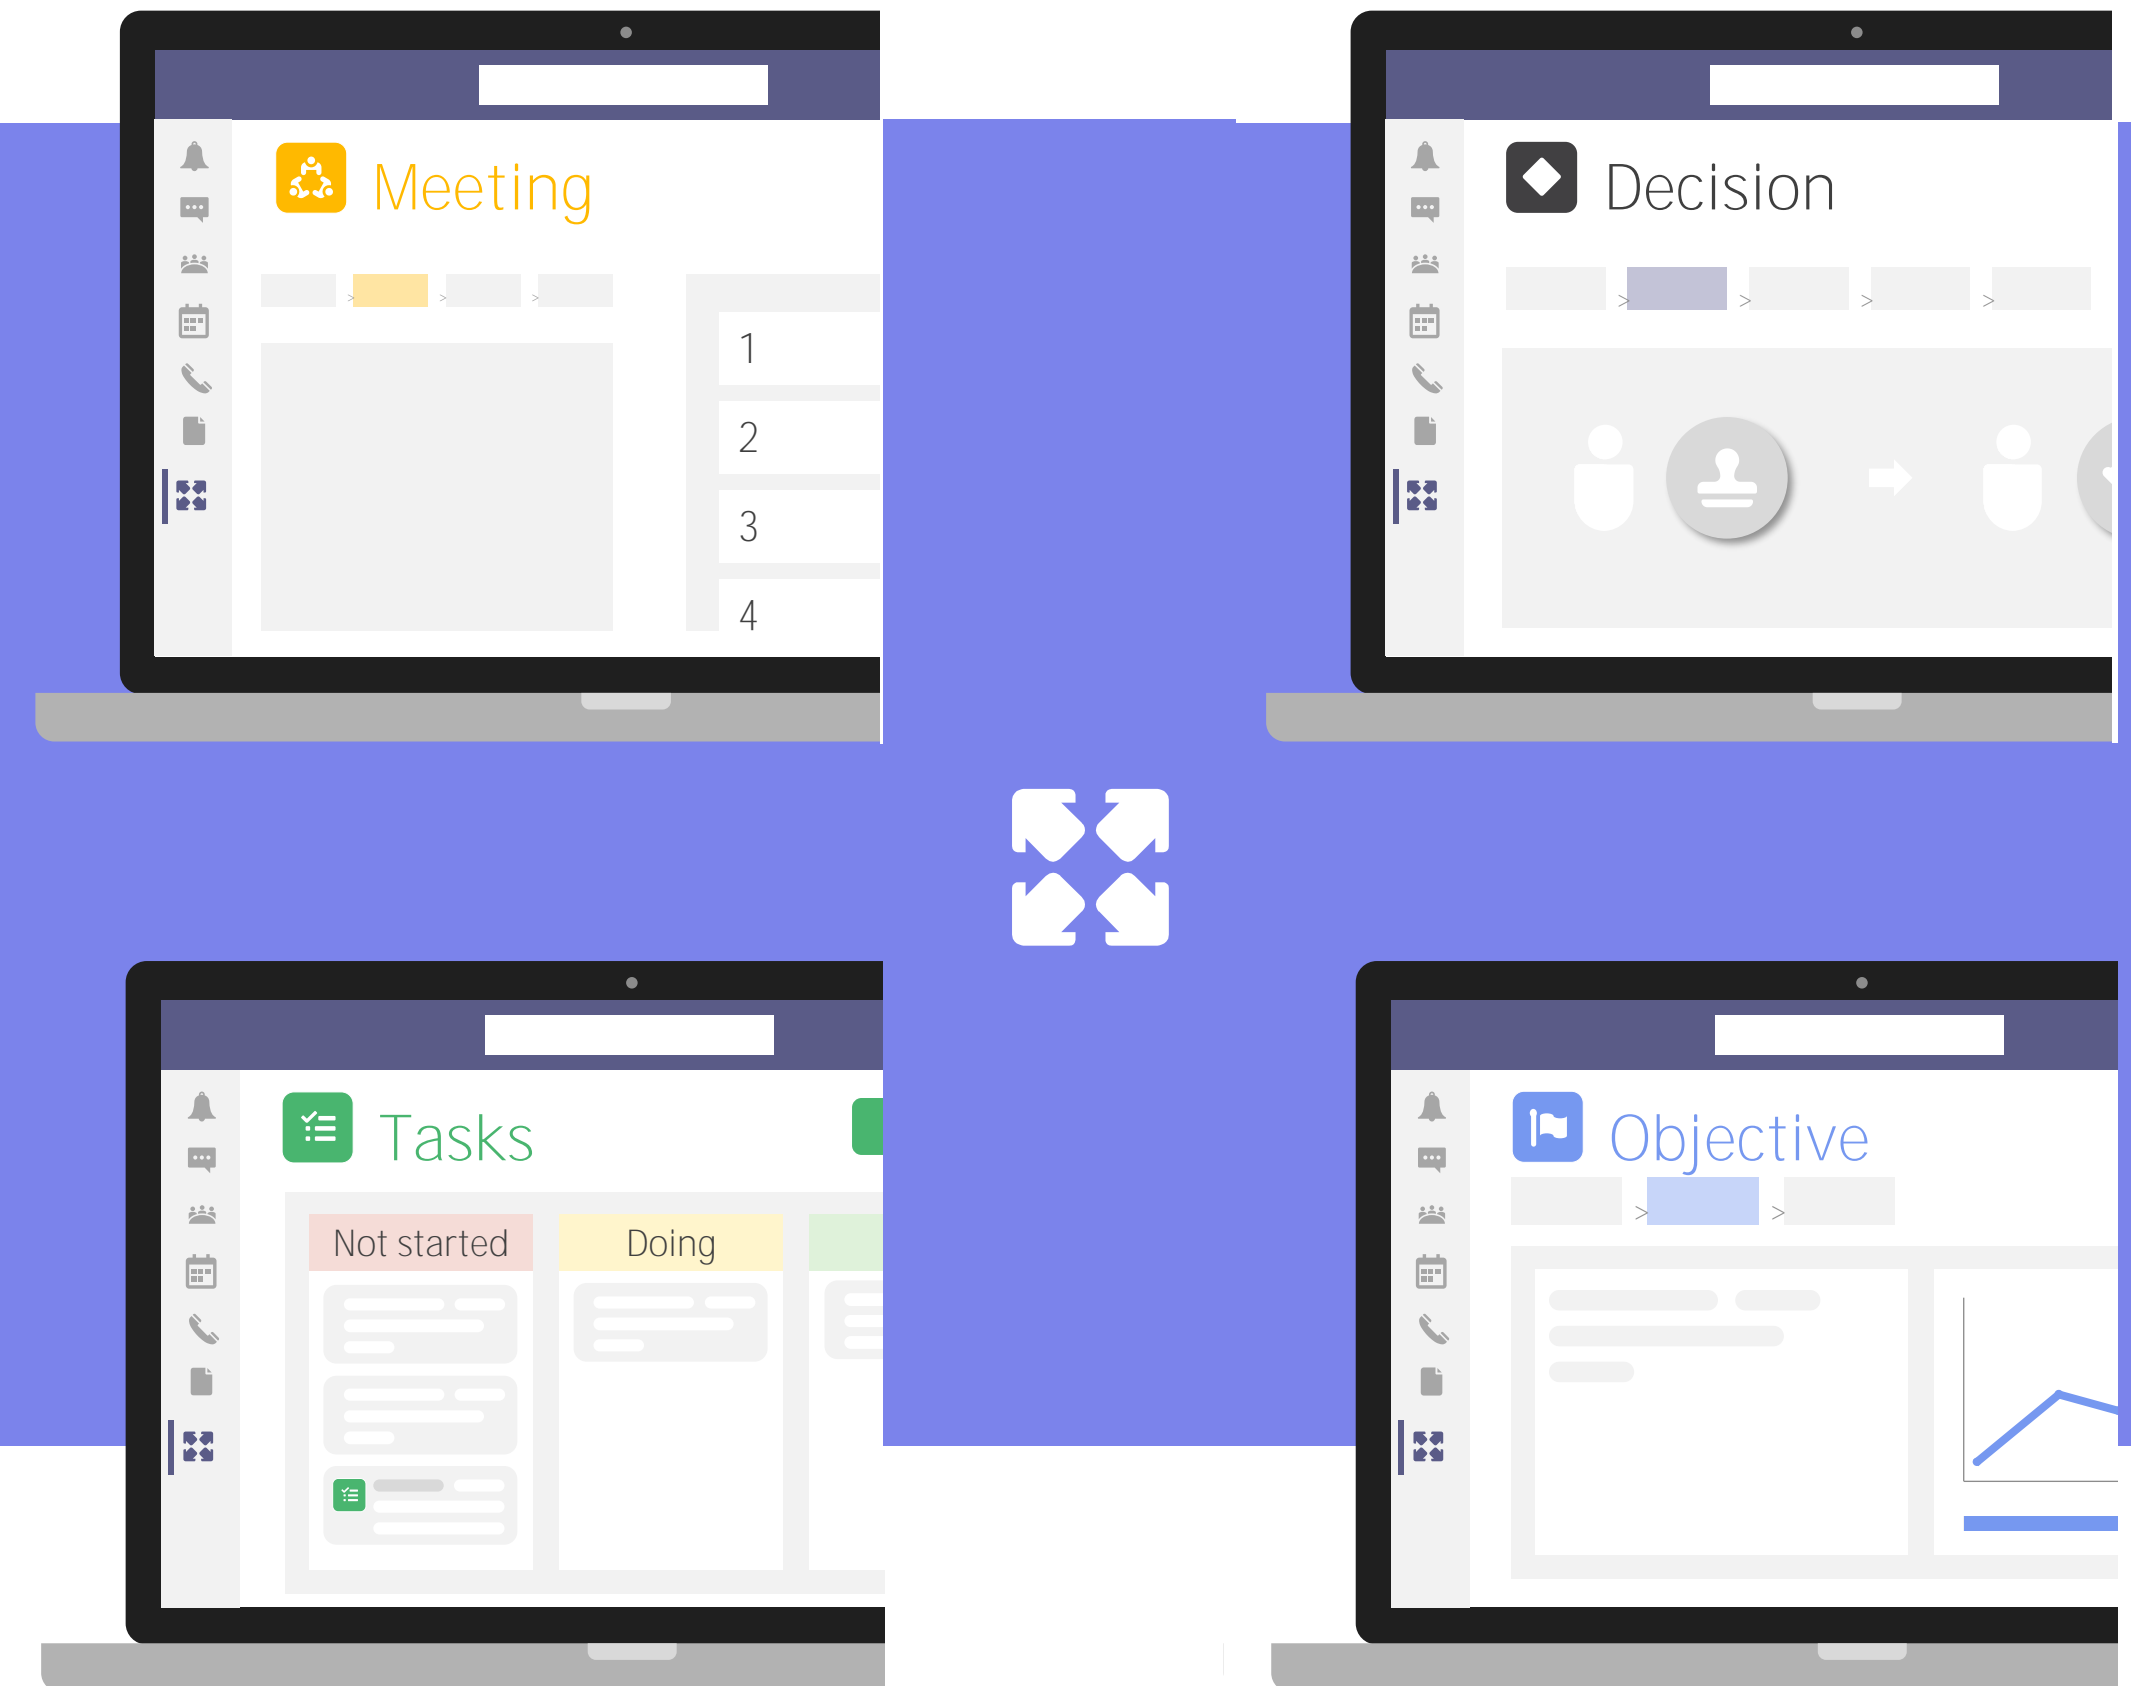 Meeting
>
>
>
1
2
3
4
Decision
>
>
>
>
Tasks
Not started
Doing
Objective
>
>